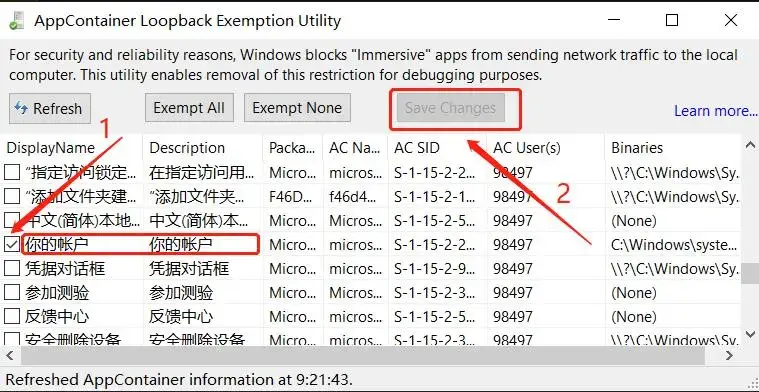 AppContainer Loopback Exemption Utility
For security and reliability reasons, Windows blocks "Immersive" apps from sending network traffic to the local
computer. This utility enables removal of this restriction for debugging purposes.
Refresh Exempt All Exempt None Save Changes Learn more...
1
DisplayName Description Packa... AC Na... AC SID AC User(s) Binaries
"指定访问锁定... 在指定访问用... Micro... micros... S-1-15-2-2... 98497 \\?\C:\Windows\Sy...
"添加文件夹建... "添加文件夹... F46D... f46d4... S-1-15-2-1... 98497 \\?\C:\Windows\Sy...
中文(简体)本地... 中文(简体)本... Micro... micros... S-1-15-2-5... 98497 (None)
2
你的帐户 你的帐户 Micro... micros... S-1-15-2-2... 98497 C:\Windows\syste...
凭据对话框 凭据对话框 Micro... micros... S-1-15-2-9... 98497 \\?\C:\Windows\Sy...
参加测验 参加测验 Micro... micros... S-1-15-2-3... 98497 (None)
反馈中心 反馈中心 Micro... micros... S-1-15-2-3... 98497 (None)
安全删除设备 安全删除设备 Micro... micros... S-1-15-2-3... 98497 \\?\C:\Windows\Sy...
Refreshed AppContainer information at 9:21:43.